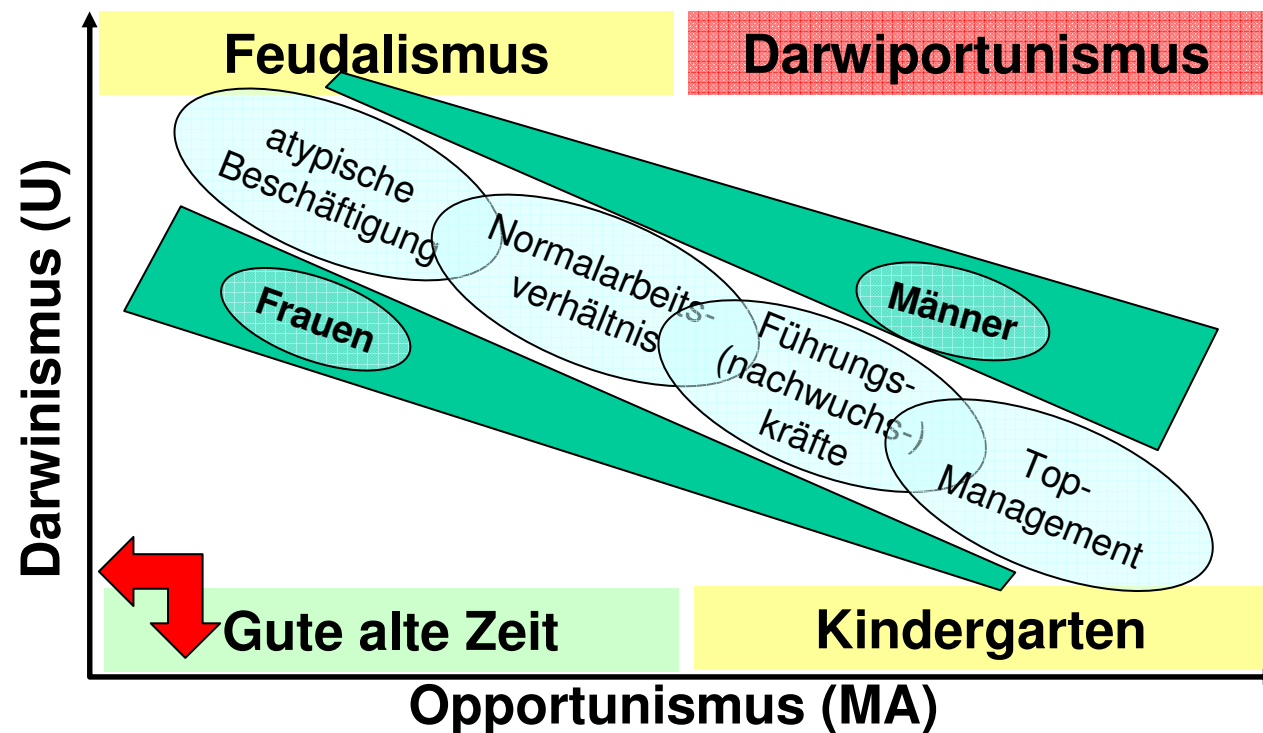 Feudalismus
Darwiportunismus
Darwinismus (U)
atypische
Beschäftigung
Normalarbeits-
verhältnis
Frauen
Männer
Führungs-
(nachwuchs-)
kräfte
Top-
Management
Gute alte Zeit
Kindergarten
Opportunismus (MA)